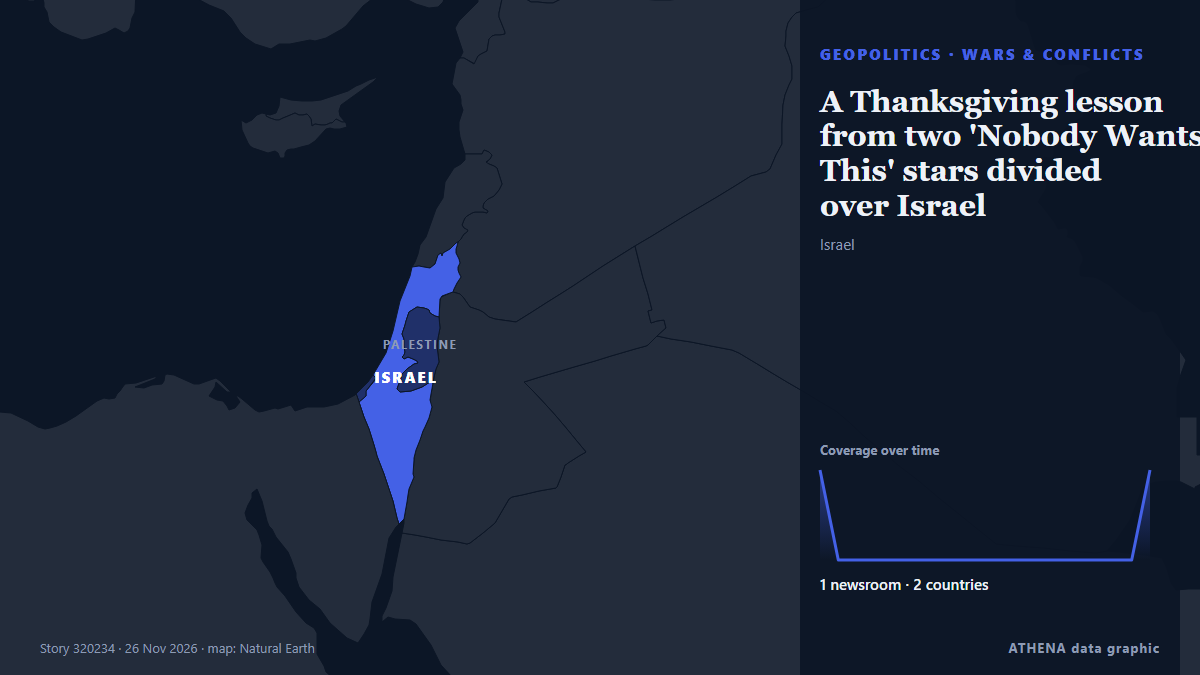 GEOPOLITICS · WARS & CONFLICTS
A Thanksgiving lesson
from two 'Nobody Wants
This' stars divided
over Israel
Israel
PALESTINE
ISRAEL
Coverage over time
1 newsroom · 2 countries
Story 320234 · 26 Nov 2026 · map: Natural Earth
ATHENA data graphic